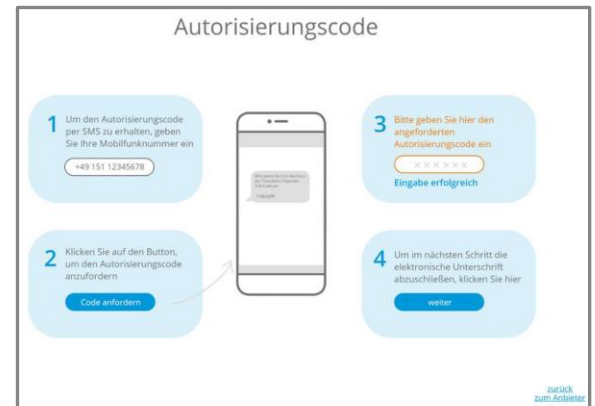 Autorisierungscode
1
Um den Autorisierungscode
per SMS zu erhalten, geben
Sie Ihre Mobilfunknummer ein
+49 151 12345678
2
Klicken Sie auf den Button,
um den Autorisierungscode
anzufordern
Code anfordern
3
Bitte geben Sie hier den
angeforderten
Autorisierungscode ein
× × × × × ×
Eingabe erfolgreich
4
Um im nächsten Schritt die
elektronische Unterschrift
abzuschließen, klicken Sie hier
weiter
zurück
zum Anbieter